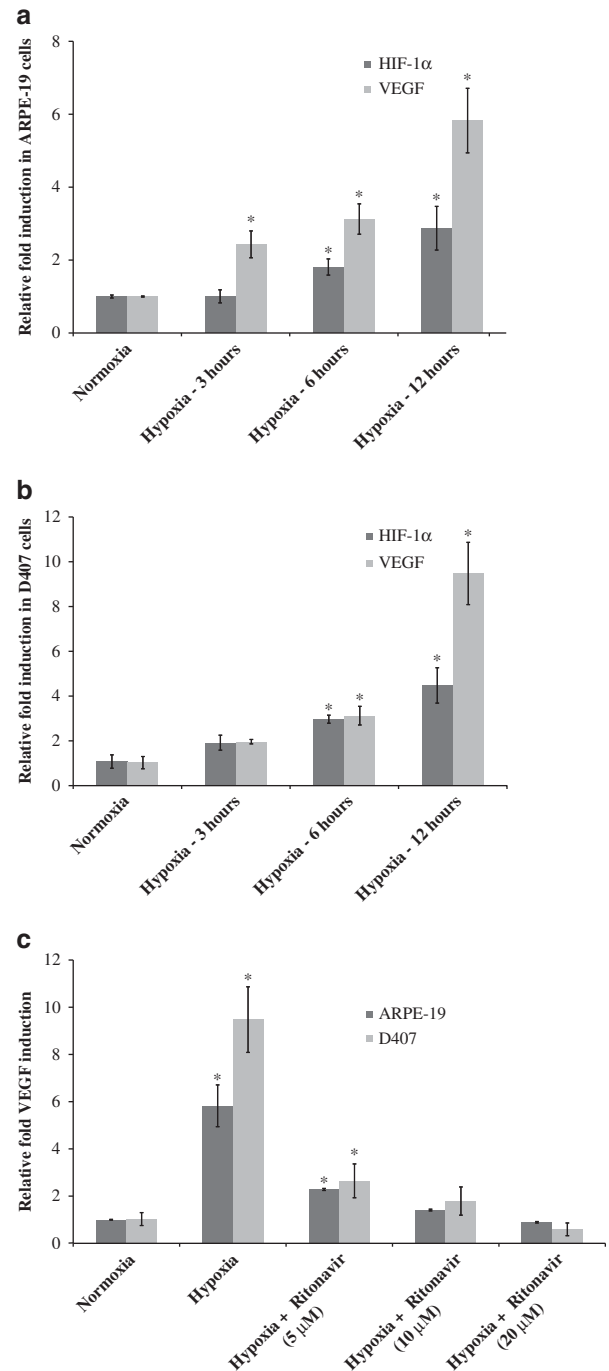 a
Relative fold induction in ARPE-19 cells
8
6
4
2
0
HIF-1α
VEGF
*
*
*
*
*
Normoxia
Hypoxia - 3 hours
Hypoxia - 6 hours
Hypoxia - 12 hours
b
Relative fold induction in D407 cells
12
10
8
6
4
2
0
HIF-1α
VEGF
*
*
*
*
Normoxia
Hypoxia - 3 hours
Hypoxia - 6 hours
Hypoxia - 12 hours
c
Relative fold VEGF induction
12
10
8
6
4
2
0
ARPE-19
D407
*
*
*
*
Normoxia
Hypoxia
Hypoxia + Ritonavir
(5 μM)
Hypoxia + Ritonavir
(10 μM)
Hypoxia + Ritonavir
(20 μM)